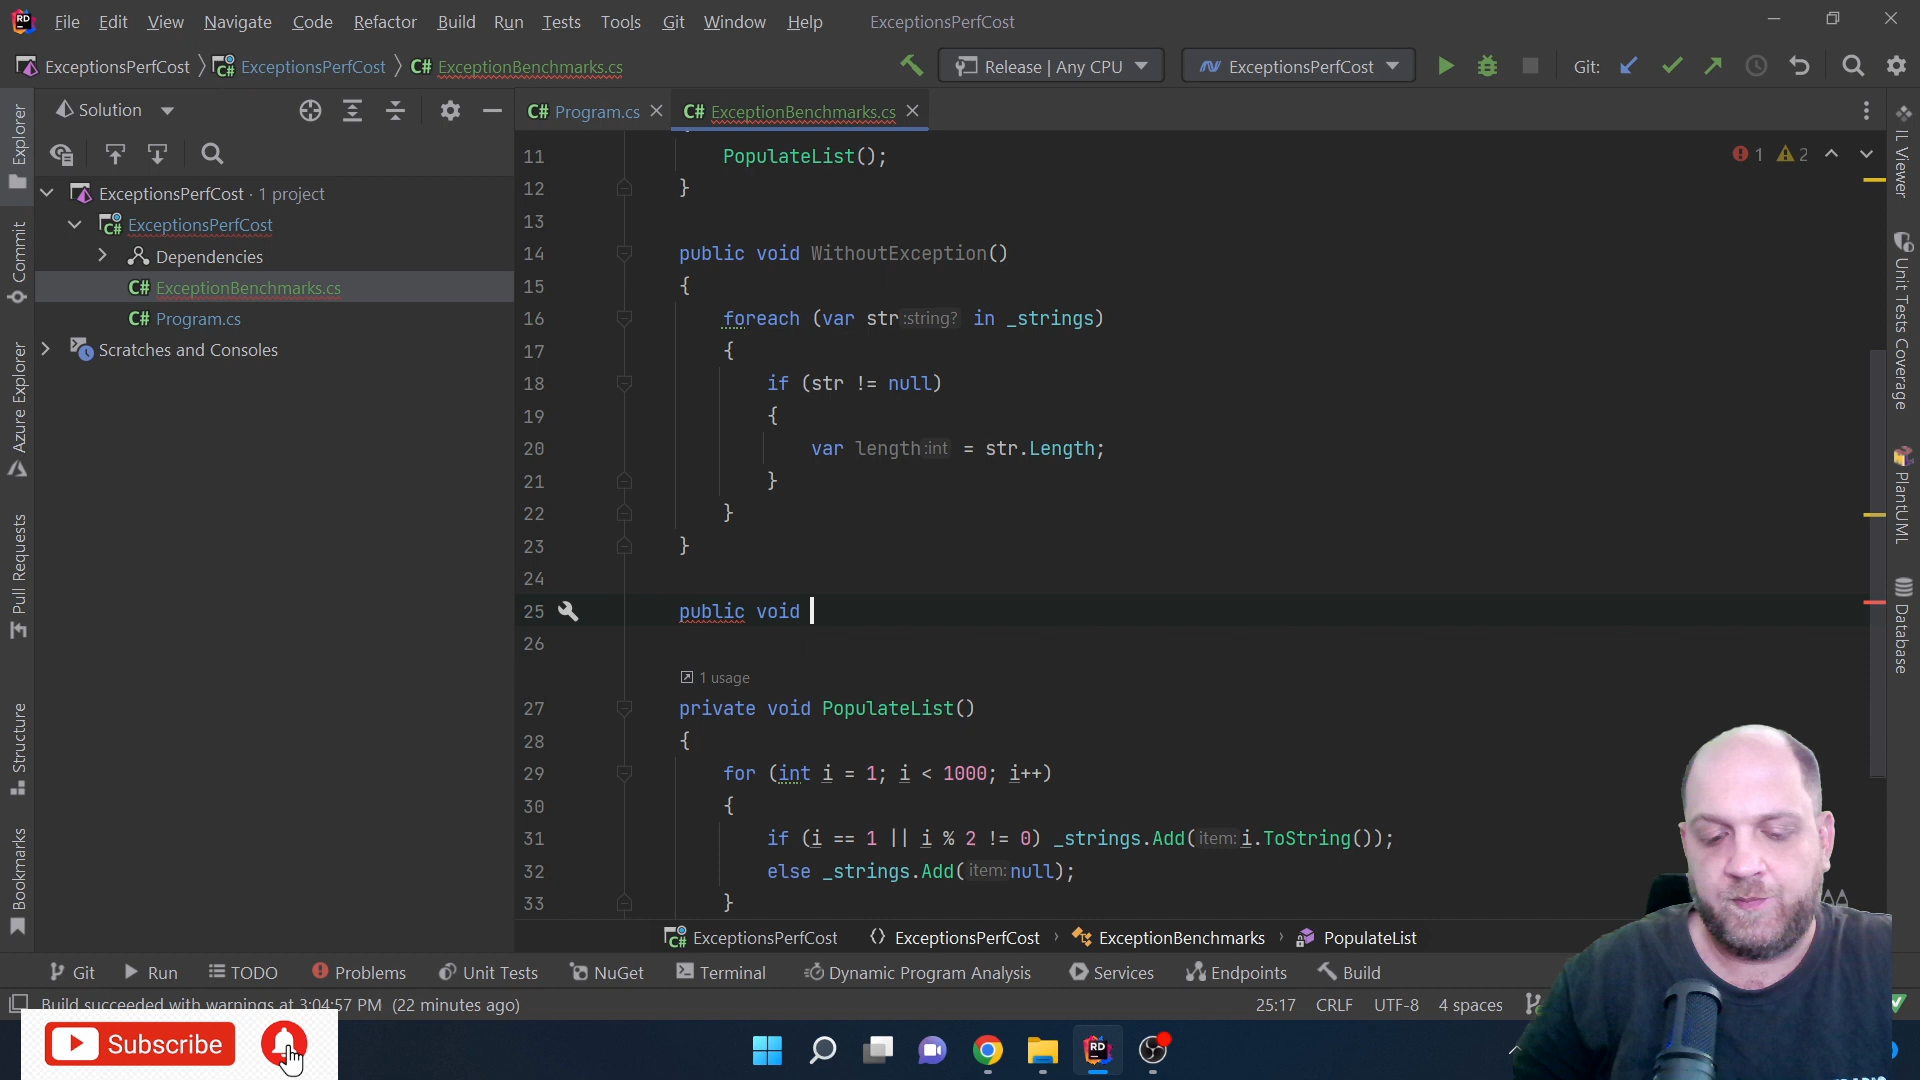 File Edit View Navigate Code Refactor Build Run Tests Tools Git Window Help ExceptionsPerfCost
ExceptionsPerfCost ExceptionsPerfCost C# ExceptionBenchmarks.cs Release | Any CPU ExceptionsPerfCost Git:
Solution
C# Program.cs C# ExceptionBenchmarks.cs
ExceptionsPerfCost · 1 project
ExceptionsPerfCost
Dependencies
C# ExceptionBenchmarks.cs
C# Program.cs
Scratches and Consoles
Explorer
Commit
Azure Explorer
Pull Requests
Structure
Bookmarks
1 2
11 PopulateList();
12 }
13
14 public void WithoutException()
15 {
16 foreach (var str :string? in _strings)
17 {
18 if (str != null)
19 {
20 var length :int = str.Length;
21 }
22 }
23 }
24
25 public void
26
1 usage
27 private void PopulateList()
28 {
29 for (int i = 1; i < 1000; i++)
30 {
31 if (i == 1 || i % 2 != 0) _strings.Add( item: i.ToString());
32 else _strings.Add( item: null);
33 }
IL Viewer
Unit Tests Coverage
PlantUML
Database
ExceptionsPerfCost ExceptionsPerfCost ExceptionBenchmarks PopulateList
Git Run TODO Problems Unit Tests NuGet Terminal Dynamic Program Analysis Services Endpoints Build
Build succeeded with warnings at 3:04:57 PM (22 minutes ago) 25:17 CRLF UTF-8 4 spaces
Subscribe
RD